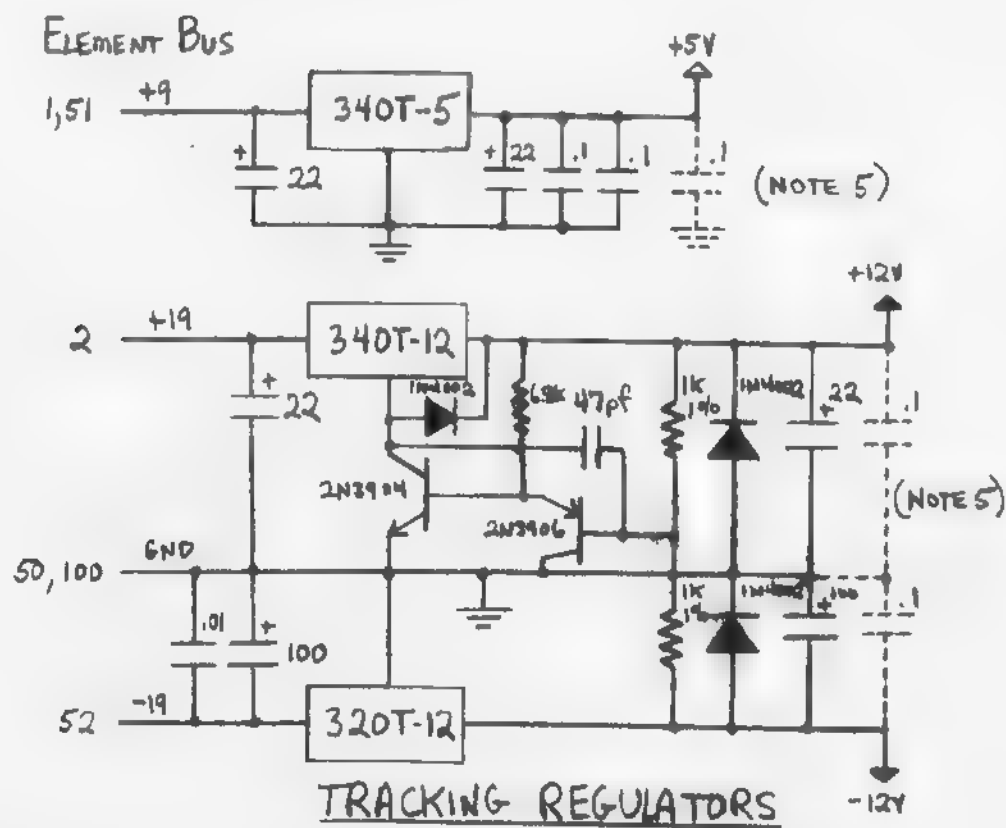 ELEMENT BUS
+5V
1,51
+9
340T-5
+
22
+ 22
.1
.1
.1
(NOTE 5)
+12V
2
+19
340T-12
+
22
1N4002
47pf
1K
1%
1N4002
+ 22
.1
2N3904
2N3906
(NOTE 5)
GND
50, 100
.01
+
100
1K
1%
1N4002
+ 100
.1
52
-19
320T-12
-12V
TRACKING REGULATORS